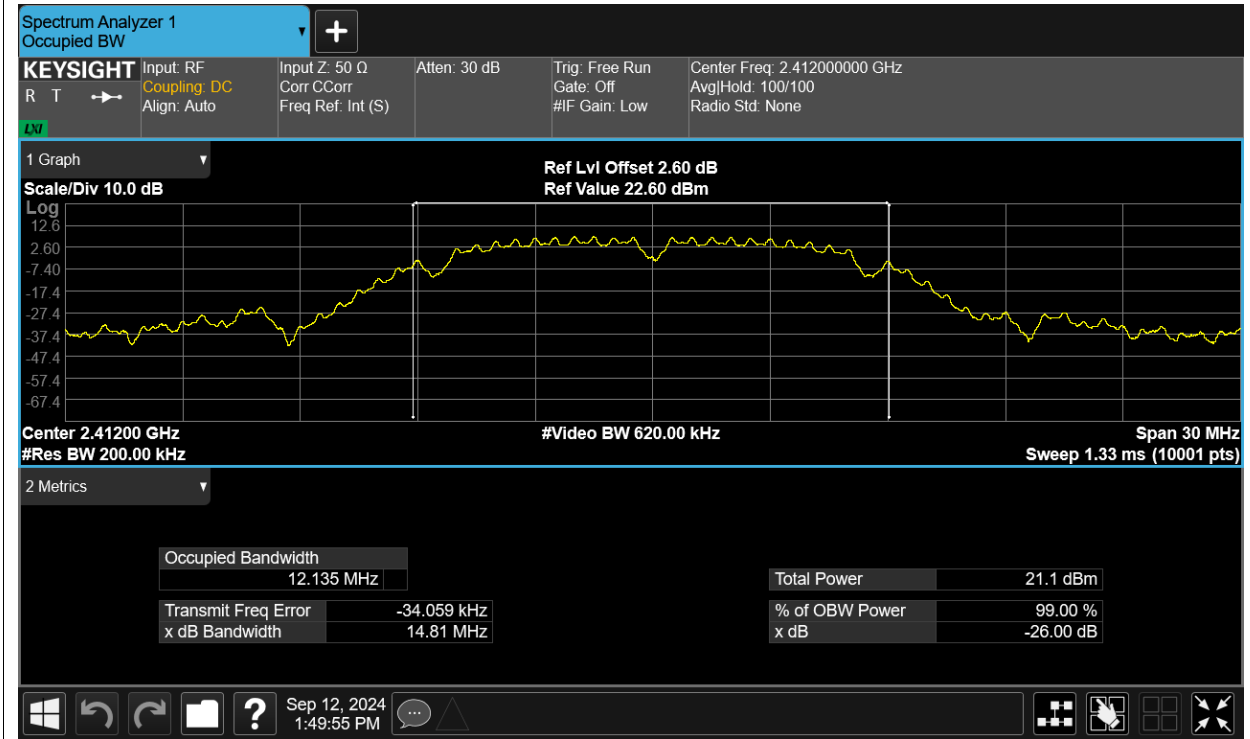 Spectrum Analyzer 1
Occupied BW
KEYSIGHT
R T
LXI
Input: RF
Coupling: DC
Align: Auto
Input Z: 50 Ω
Corr CCorr
Freq Ref: Int (S)
Atten: 30 dB
Trig: Free Run
Gate: Off
#IF Gain: Low
Center Freq: 2.412000000 GHz
Avg|Hold: 100/100
Radio Std: None
1 Graph
Scale/Div 10.0 dB
Ref Lvl Offset 2.60 dB
Ref Value 22.60 dBm
Log
12.6
2.60
-7.40
-17.4
-27.4
-37.4
-47.4
-57.4
-67.4
Center 2.41200 GHz
#Res BW 200.00 kHz
#Video BW 620.00 kHz
Span 30 MHz
Sweep 1.33 ms (10001 pts)
2 Metrics
Occupied Bandwidth
12.135 MHz
Transmit Freq Error -34.059 kHz
x dB Bandwidth 14.81 MHz
Total Power 21.1 dBm
% of OBW Power 99.00 %
x dB -26.00 dB
Sep 12, 2024
1:49:55 PM